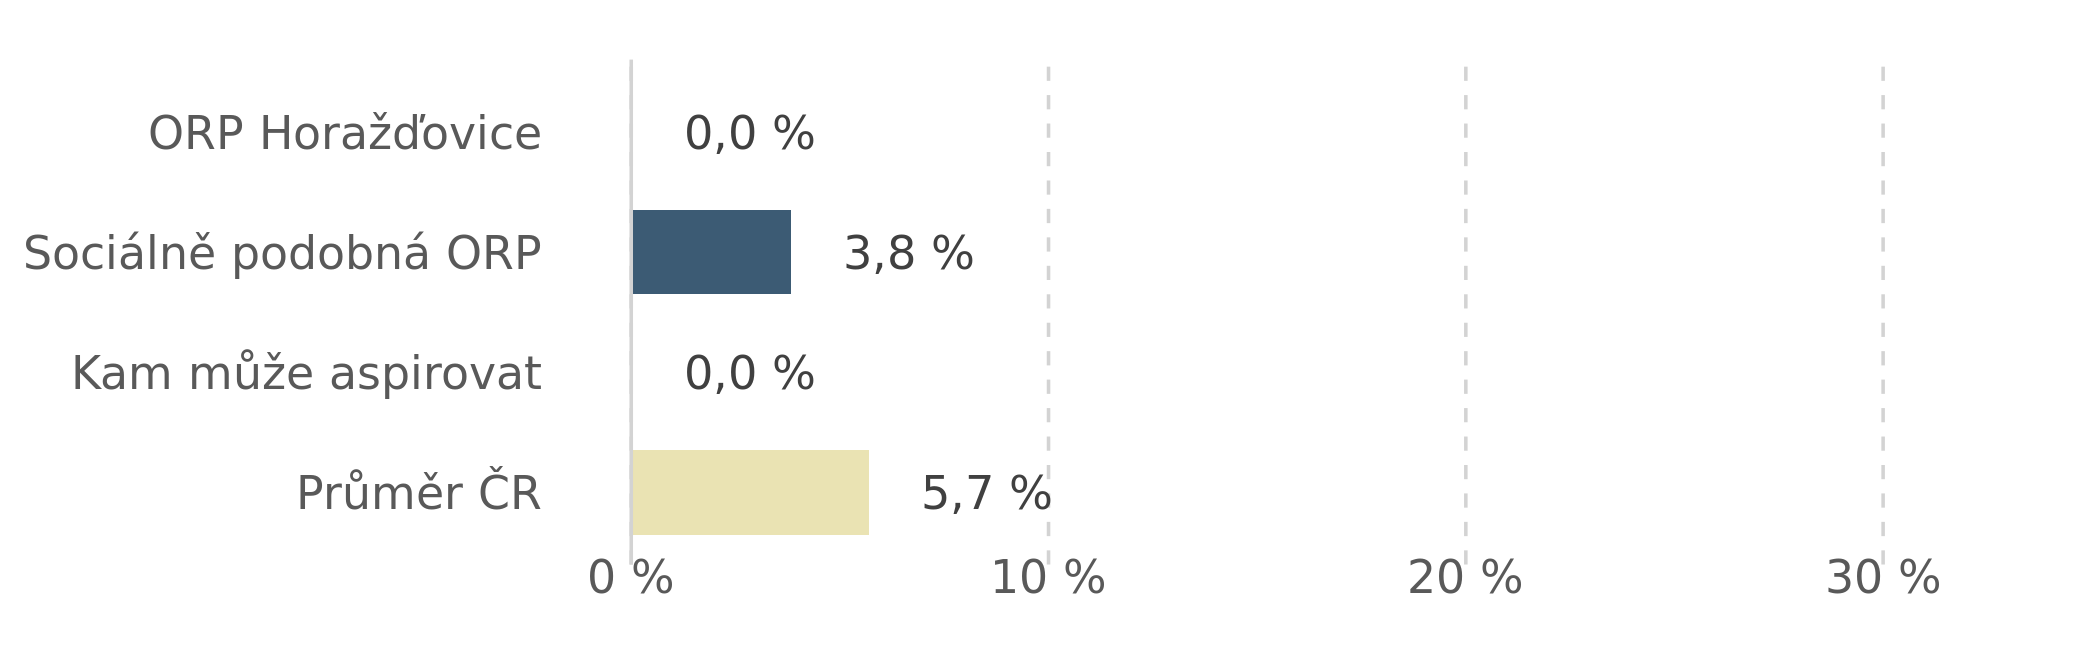 ORP Horažďovice 0,0 %
Sociálně podobná ORP 3,8 %
Kam může aspirovat 0,0 %
Průměr ČR 5,7 %
0 % 10 % 20 % 30 %